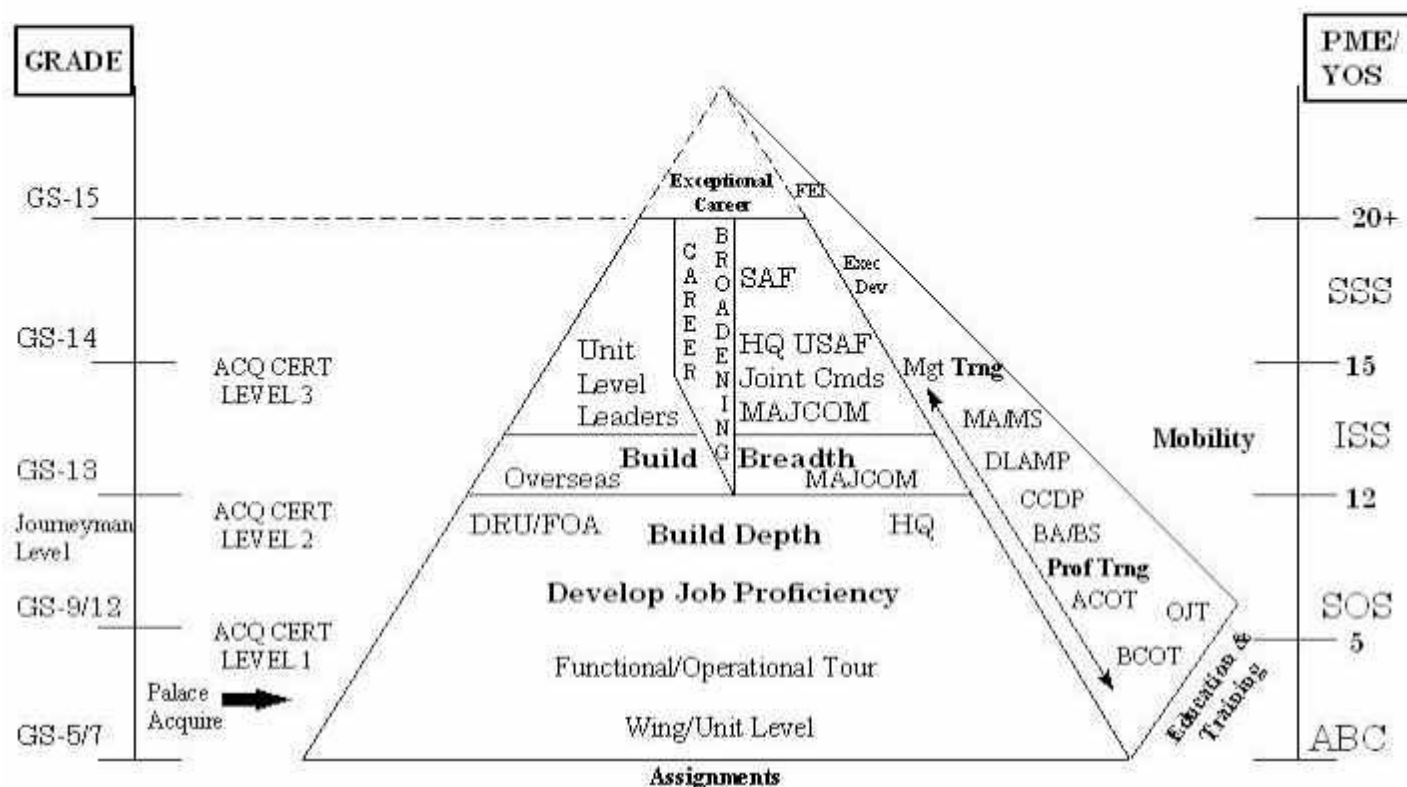 GRADE
PME/
YOS
GS-15
GS-14
GS-13
Journeyman
Level
GS-9/12
GS-5/7
ACQ CERT
LEVEL 3
ACQ CERT
LEVEL 2
ACQ CERT
LEVEL 1
Palace
Acquire
Exceptional
Career
CAREER
BROADENING
Unit
Level
Leaders
SAF
HQ USAF
Joint Cmds
MAJCOM
Build Breadth
Overseas MAJCOM
DRU/FOA HQ
Build Depth
Develop Job Proficiency
Functional/Operational Tour
Wing/Unit Level
Assignments
FEI
Exec
Dev
Mgt Trng
MA/MS
DLAMP
CCDP
BA/BS
Prof Trng
ACOT
OJT
BCOT
Education &
Training
Mobility
20+
SSS
15
ISS
12
SOS
5
ABC